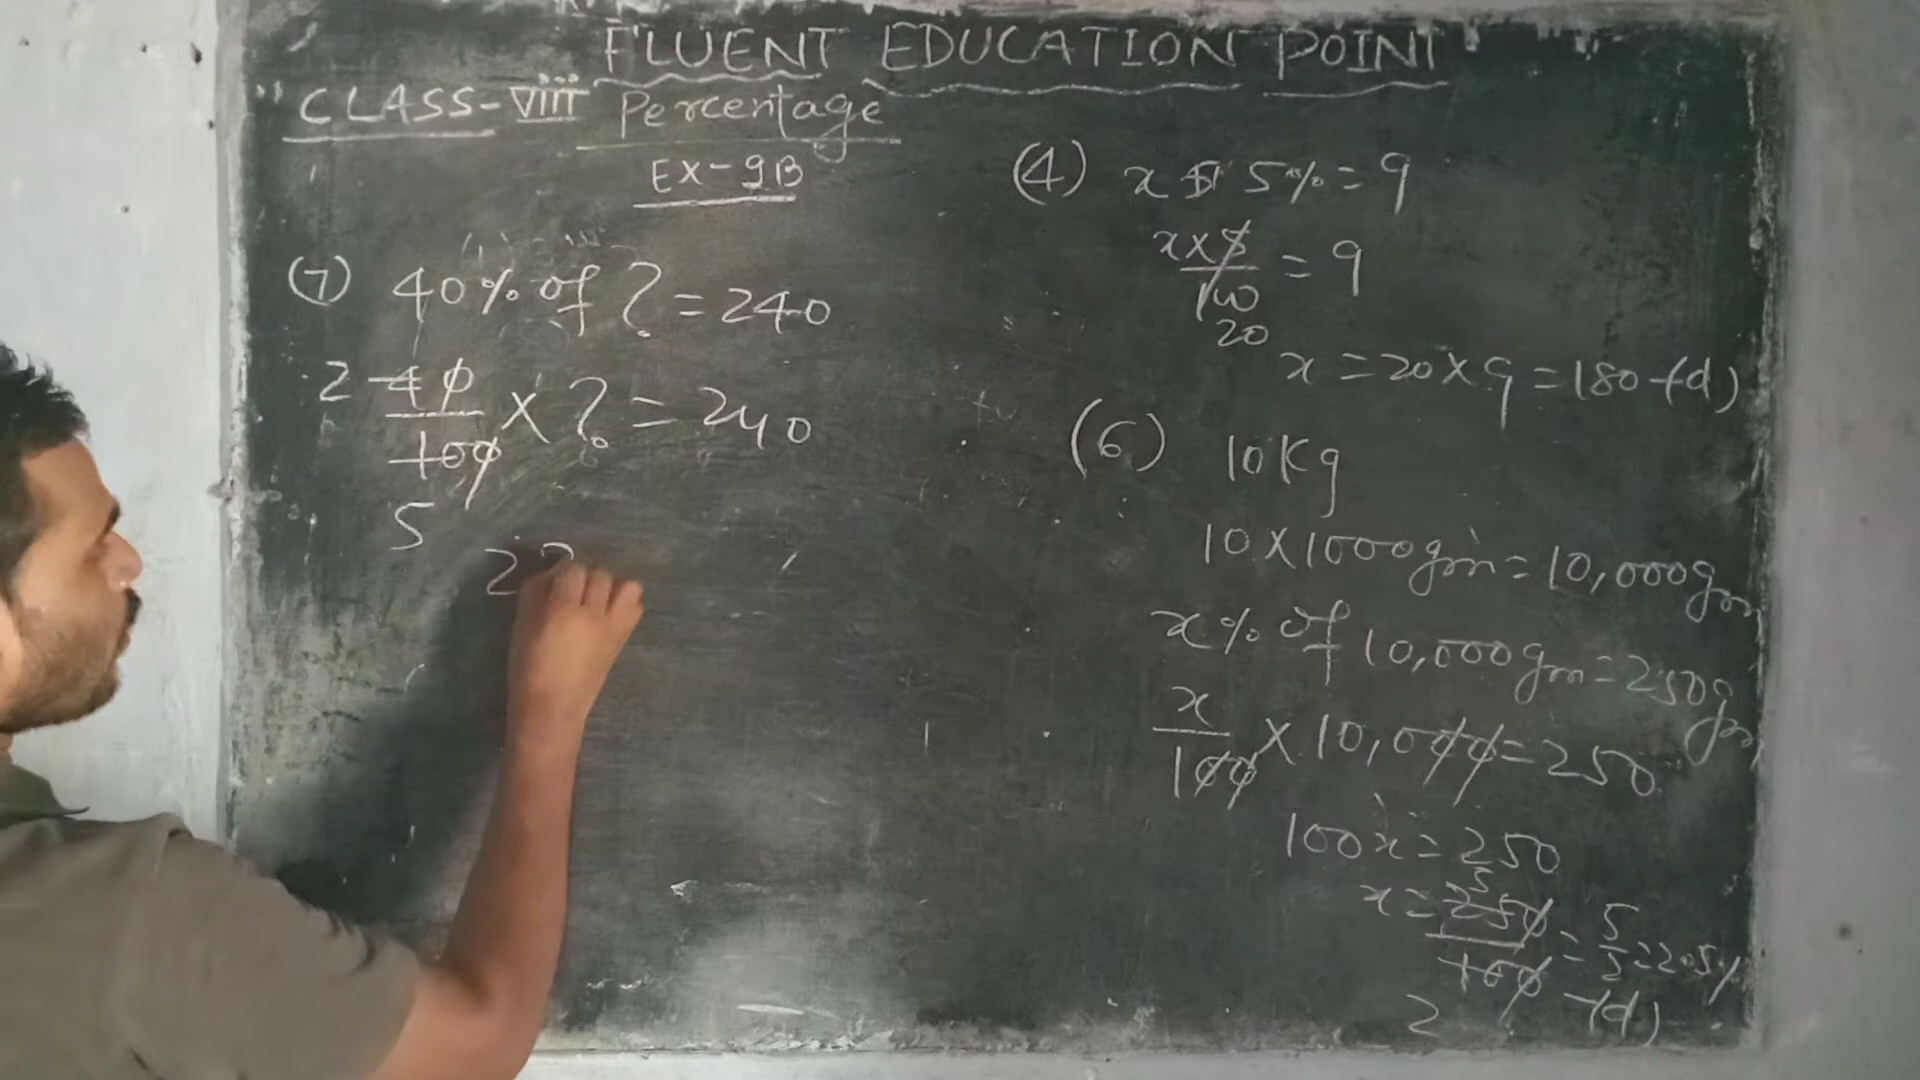 FLUENT EDUCATION POINT
CLASS-VIII Percentage
EX-9B
(7) 40% of ? = 240
2 40/100 × ? = 240
5
2?
(4) x 5% = 9
x×5/100 = 9
20
x = 20 × 9 = 180 -(d)
(6) 10Kg
10 × 1000gm = 10,000gm
x% of 10,000gm = 250gm
x/100 × 10,000 = 250
100x = 250
x = 250/100 = 5/2 = 2.5%
2 -(d)